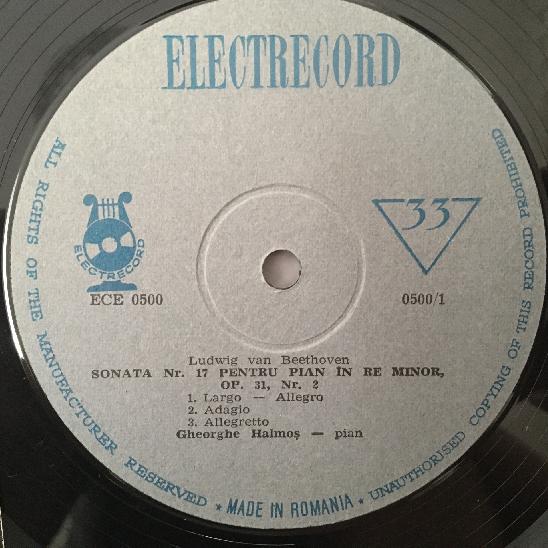 ELECTRECORD
33
ELECTRECORD
ECE 0500
0500/1
Ludwig van Beethoven
SONATA Nr. 17 PENTRU PIAN ÎN RE MINOR,
OP. 31, Nr. 2
1. Largo — Allegro
2. Adagio
3. Allegretto
Gheorghe Halmoș — pian
ALL RIGHTS OF THE MANUFACTURER RESERVED ★ MADE IN ROMANIA ★ UNAUTHORISED COPYING OF THIS RECORD PROHIBITED